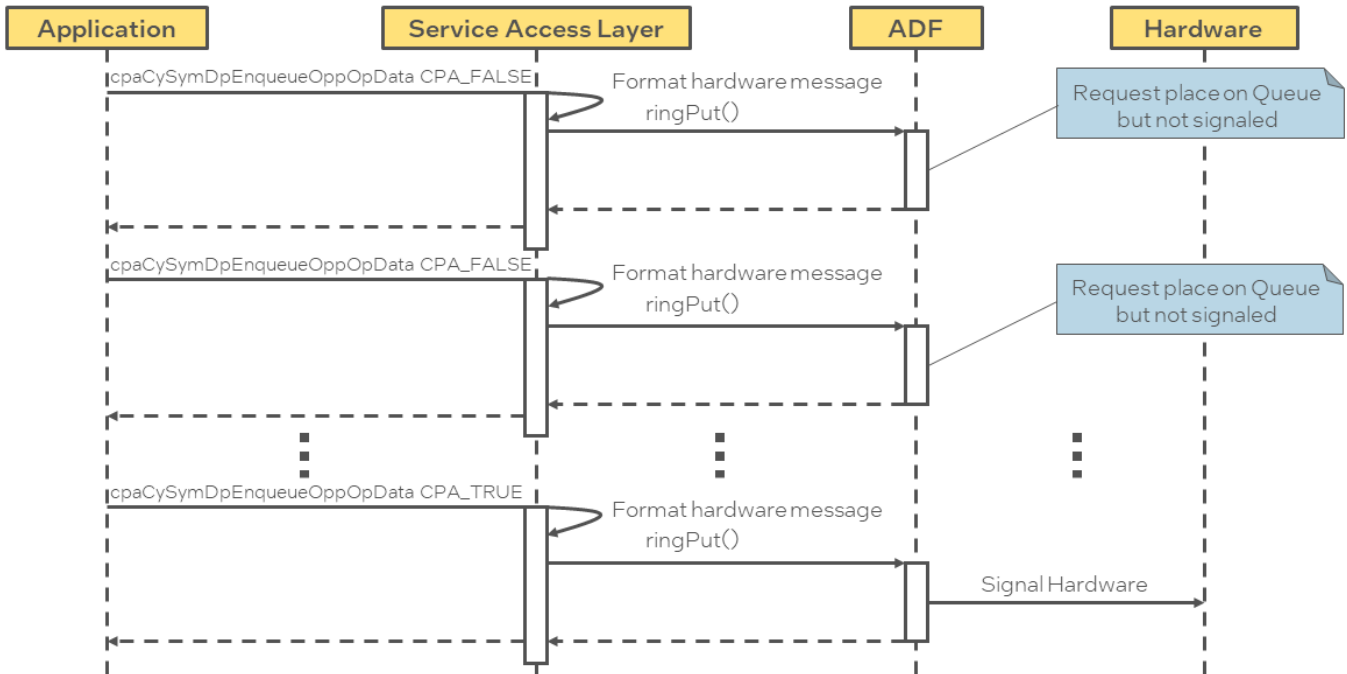 Application
Service Access Layer
ADF
Hardware
cpaCySymDpEnqueueOppOpData CPA_FALSE
Format hardware message
ringPut()
Request place on Queue
but not signaled
cpaCySymDpEnqueueOppOpData CPA_FALSE
Format hardware message
ringPut()
Request place on Queue
but not signaled
cpaCySymDpEnqueueOppOpData CPA_TRUE
Format hardware message
ringPut()
Signal Hardware